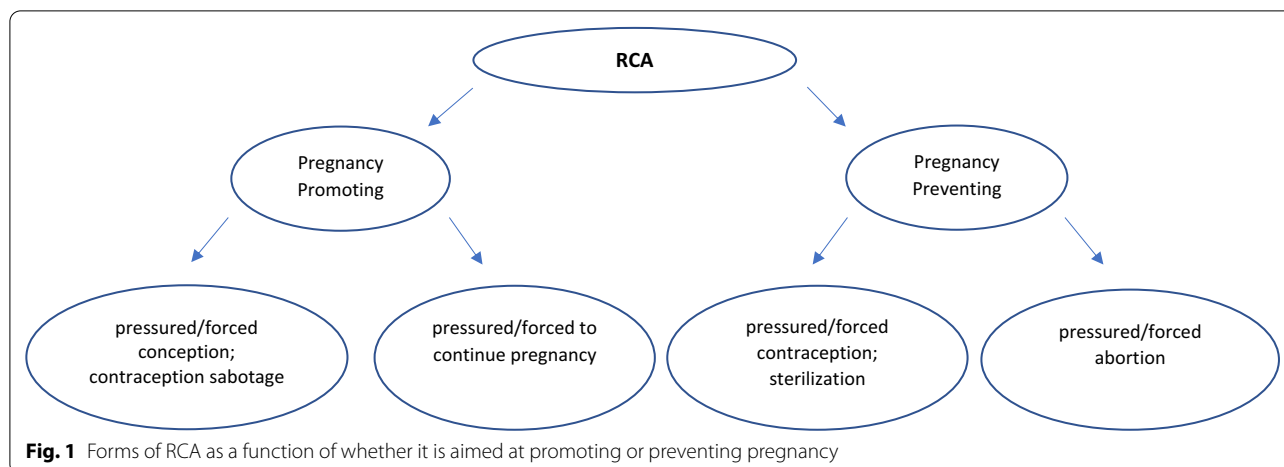 RCA
Pregnancy
Promoting
Pregnancy
Preventing
pressured/forced
conception;
contraception sabotage
pressured/forced to
continue pregnancy
pressured/forced
contraception;
sterilization
pressured/forced
abortion
Fig. 1 Forms of RCA as a function of whether it is aimed at promoting or preventing pregnancy